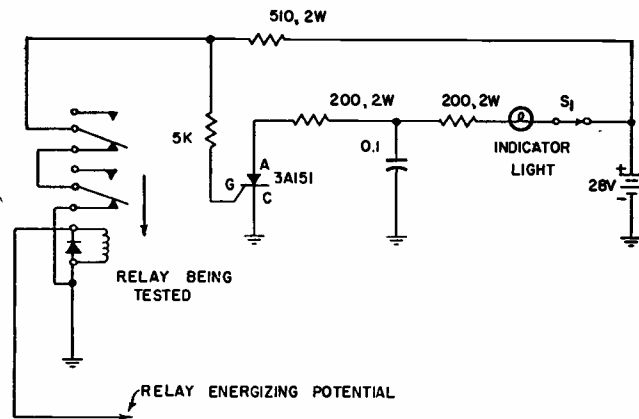 510, 2W
200, 2W
200, 2W
S1
5K
0.1
INDICATOR
LIGHT
A
3A151
G
C
+
28V
-
RELAY BEING
TESTED
RELAY ENERGIZING POTENTIAL